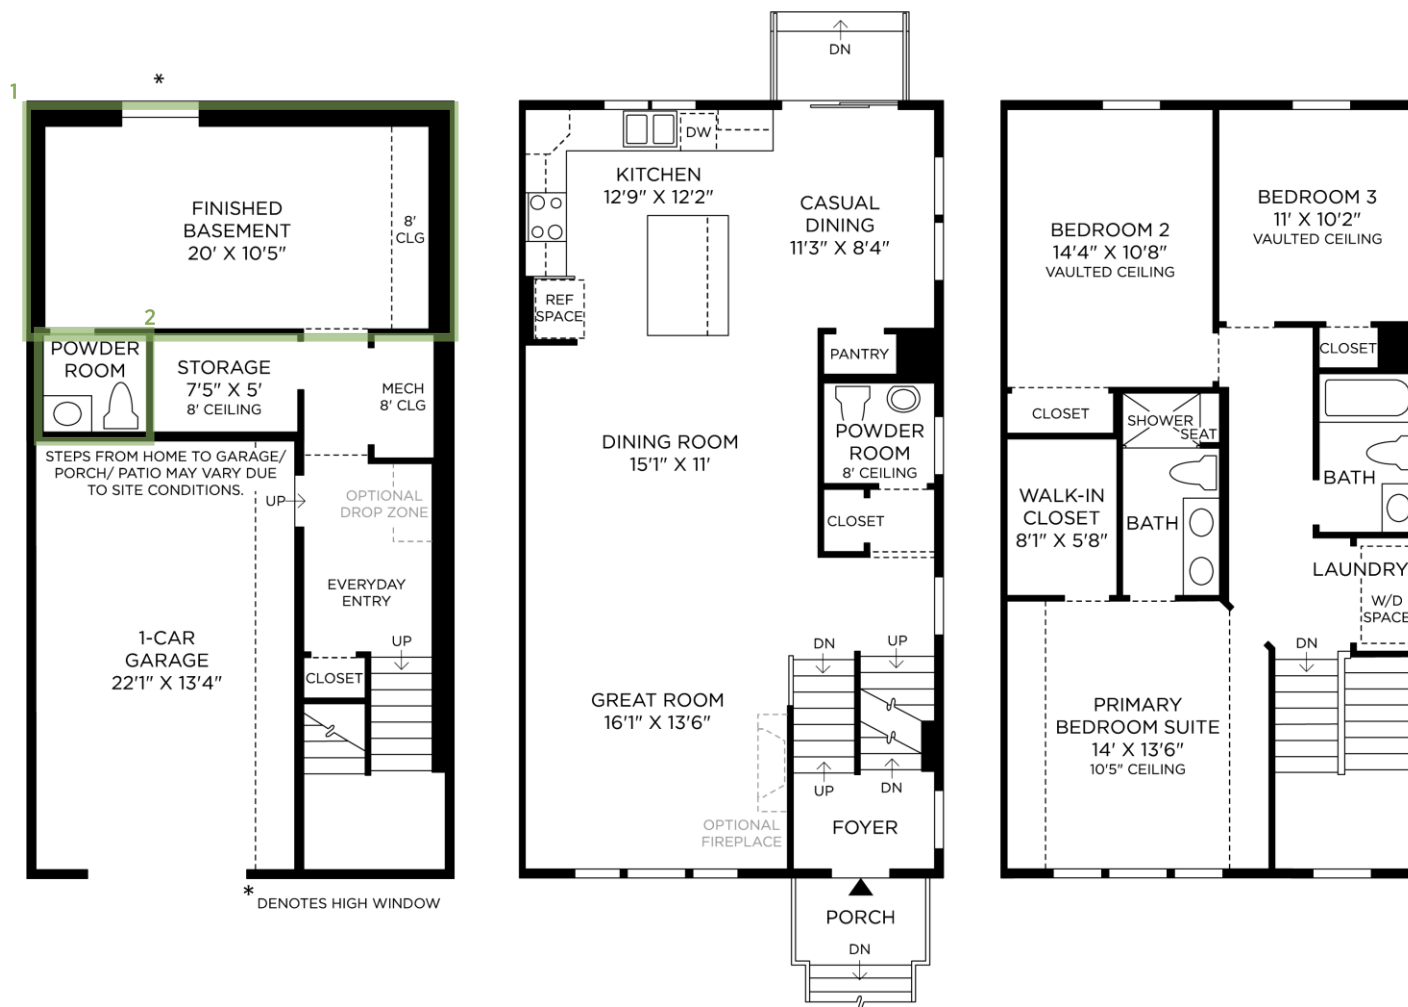 1
*
FINISHED
BASEMENT
20' X 10'5"
8'
CLG
2
POWDER
ROOM
STORAGE
7'5" X 5'
8' CEILING
MECH
8' CLG
STEPS FROM HOME TO GARAGE/
PORCH/ PATIO MAY VARY DUE
TO SITE CONDITIONS.
UP
OPTIONAL
DROP ZONE
EVERYDAY
ENTRY
1-CAR
GARAGE
22'1" X 13'4"
UP
CLOSET
* DENOTES HIGH WINDOW
DN
DW
KITCHEN
12'9" X 12'2"
CASUAL
DINING
11'3" X 8'4"
REF
SPACE
PANTRY
DINING ROOM
15'1" X 11'
POWDER
ROOM
8' CEILING
CLOSET
DN
UP
GREAT ROOM
16'1" X 13'6"
UP
DN
OPTIONAL
FIREPLACE
FOYER
PORCH
DN
BEDROOM 2
14'4" X 10'8"
VAULTED CEILING
BEDROOM 3
11' X 10'2"
VAULTED CEILING
CLOSET
CLOSET
SHOWER
SEAT
WALK-IN
CLOSET
8'1" X 5'8"
BATH
BATH
LAUNDRY
W/D
SPACE
DN
PRIMARY
BEDROOM SUITE
14' X 13'6"
10'5" CEILING